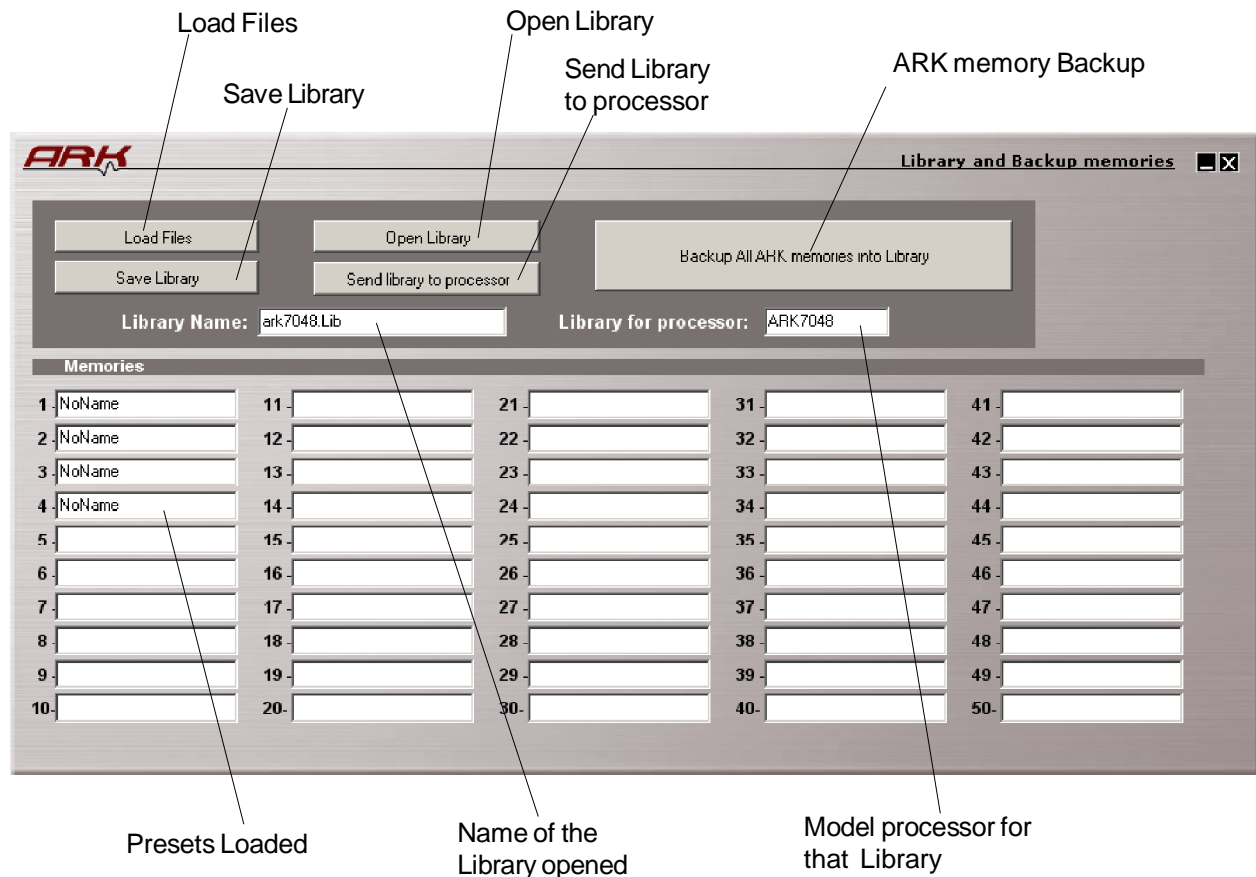 Load Files
Open Library
Save Library
Send Library
to processor
ARK memory Backup
ARK
Library and Backup memories
Load Files
Open Library
Backup All ARK memories into Library
Save Library
Send library to processor
Library Name: ark7048.Lib
Library for processor: ARK7048
Memories
1 - NoName
11 -
21 -
31 -
41 -
2 - NoName
12 -
22 -
32 -
42 -
3 - NoName
13 -
23 -
33 -
43 -
4 - NoName
14 -
24 -
34 -
44 -
5 -
15 -
25 -
35 -
45 -
6 -
16 -
26 -
36 -
46 -
7 -
17 -
27 -
37 -
47 -
8 -
18 -
28 -
38 -
48 -
9 -
19 -
29 -
39 -
49 -
10-
20-
30-
40-
50-
Presets Loaded
Name of the
Library opened
Model processor for
that Library